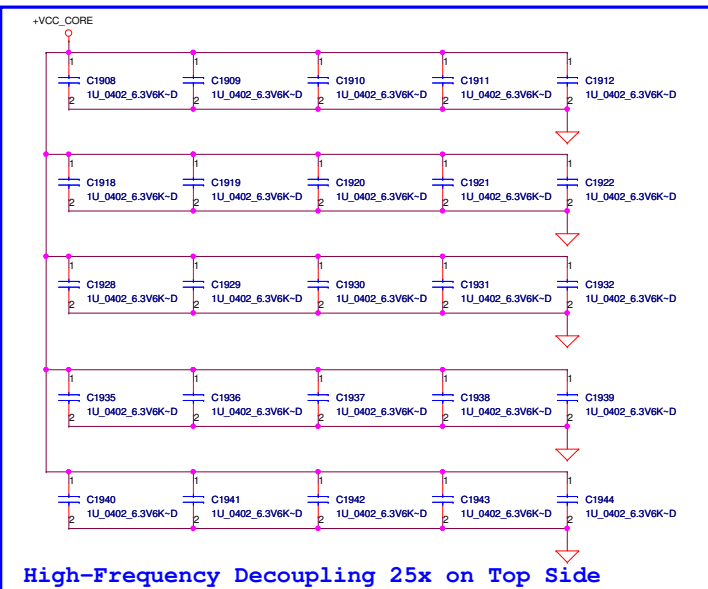 +VCC_CORE
1 1 1 1 1
C1908 C1909 C1910 C1911 C1912
1U_0402_6.3V6K~D 1U_0402_6.3V6K~D 1U_0402_6.3V6K~D 1U_0402_6.3V6K~D 1U_0402_6.3V6K~D
2 2 2 2 2
1 1 1 1 1
C1918 C1919 C1920 C1921 C1922
1U_0402_6.3V6K~D 1U_0402_6.3V6K~D 1U_0402_6.3V6K~D 1U_0402_6.3V6K~D 1U_0402_6.3V6K~D
2 2 2 2 2
1 1 1 1 1
C1928 C1929 C1930 C1931 C1932
1U_0402_6.3V6K~D 1U_0402_6.3V6K~D 1U_0402_6.3V6K~D 1U_0402_6.3V6K~D 1U_0402_6.3V6K~D
2 2 2 2 2
1 1 1 1 1
C1935 C1936 C1937 C1938 C1939
1U_0402_6.3V6K~D 1U_0402_6.3V6K~D 1U_0402_6.3V6K~D 1U_0402_6.3V6K~D 1U_0402_6.3V6K~D
2 2 2 2 2
1 1 1 1 1
C1940 C1941 C1942 C1943 C1944
1U_0402_6.3V6K~D 1U_0402_6.3V6K~D 1U_0402_6.3V6K~D 1U_0402_6.3V6K~D 1U_0402_6.3V6K~D
2 2 2 2 2
High-Frequency Decoupling 25x on Top Side